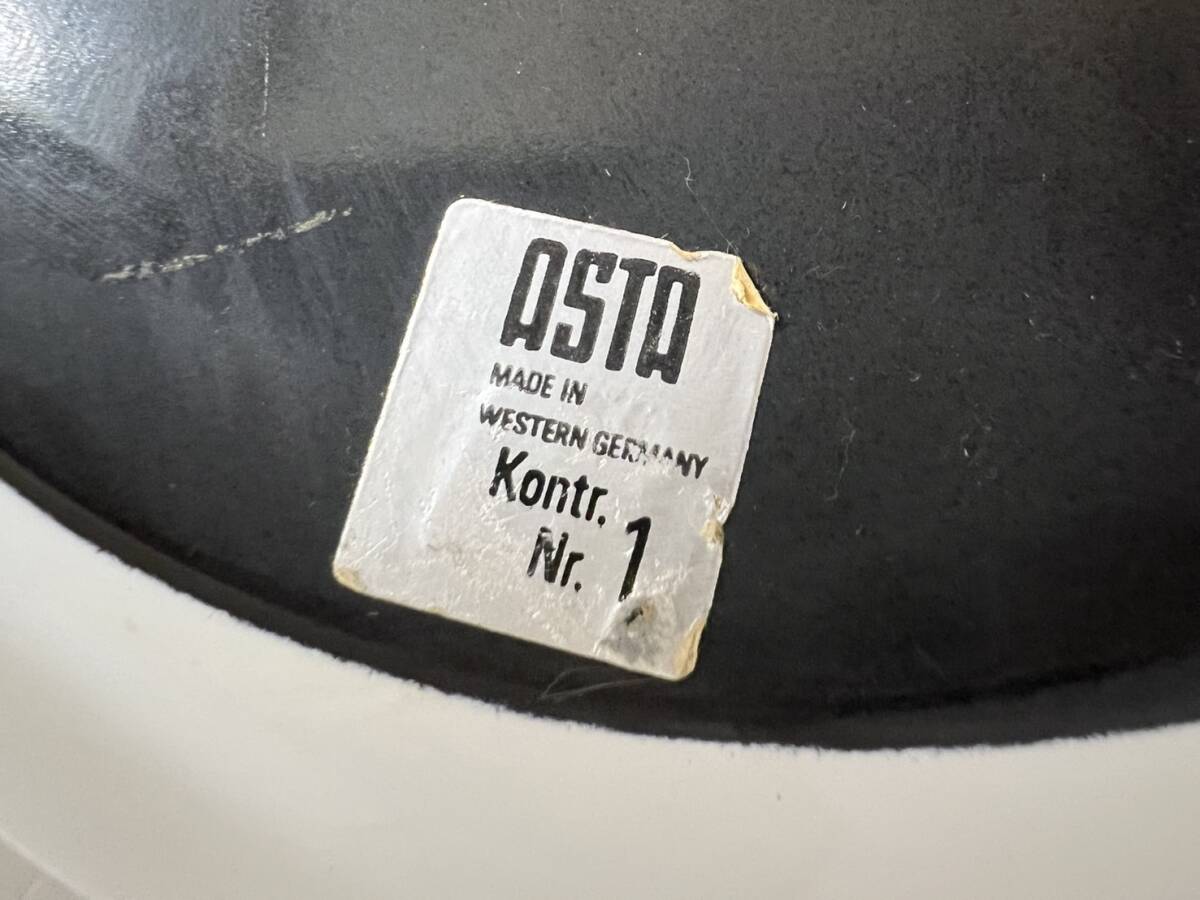 ASTA
MADE IN
WESTERN GERMANY
Kontr.
Nr. 1